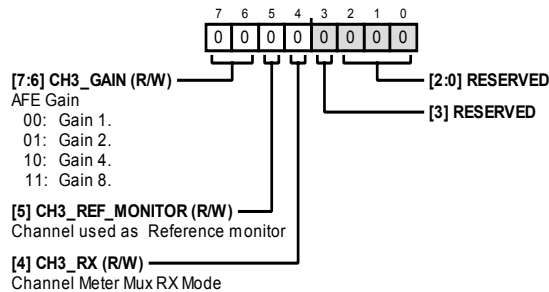 7 6 5 4 3 2 1 0
0 0 0 0 0 0 0 0
[7:6] CH3_GAIN (R/W)
AFE Gain
00: Gain 1.
01: Gain 2.
10: Gain 4.
11: Gain 8.
[5] CH3_REF_MONITOR (R/W)
Channel used as Reference monitor
[4] CH3_RX (R/W)
Channel Meter Mux RX Mode
[2:0] RESERVED
[3] RESERVED